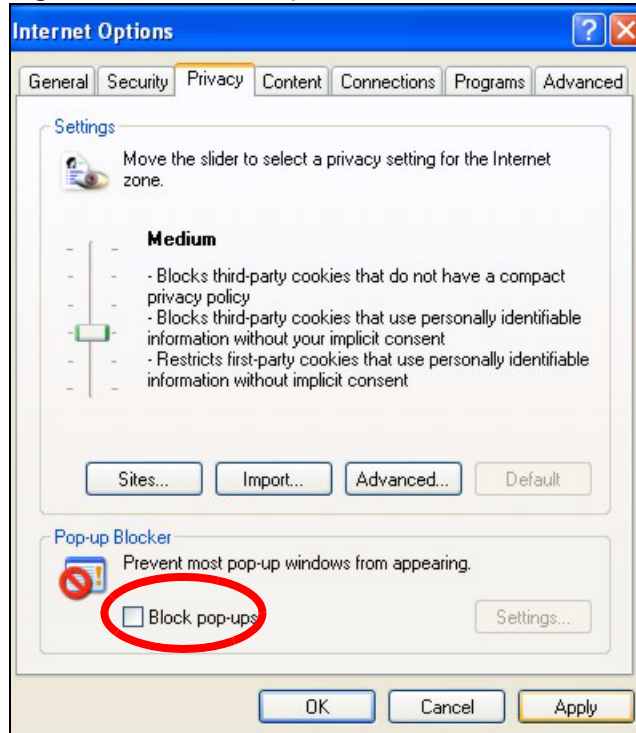 Internet Options
General Security Privacy Content Connections Programs Advanced
Settings
Move the slider to select a privacy setting for the Internet
zone.
Medium
- Blocks third-party cookies that do not have a compact
privacy policy
- Blocks third-party cookies that use personally identifiable
information without your implicit consent
- Restricts first-party cookies that use personally identifiable
information without implicit consent
Sites... Import... Advanced... Default
Pop-up Blocker
Prevent most pop-up windows from appearing.
Block pop-ups Settings...
OK Cancel Apply